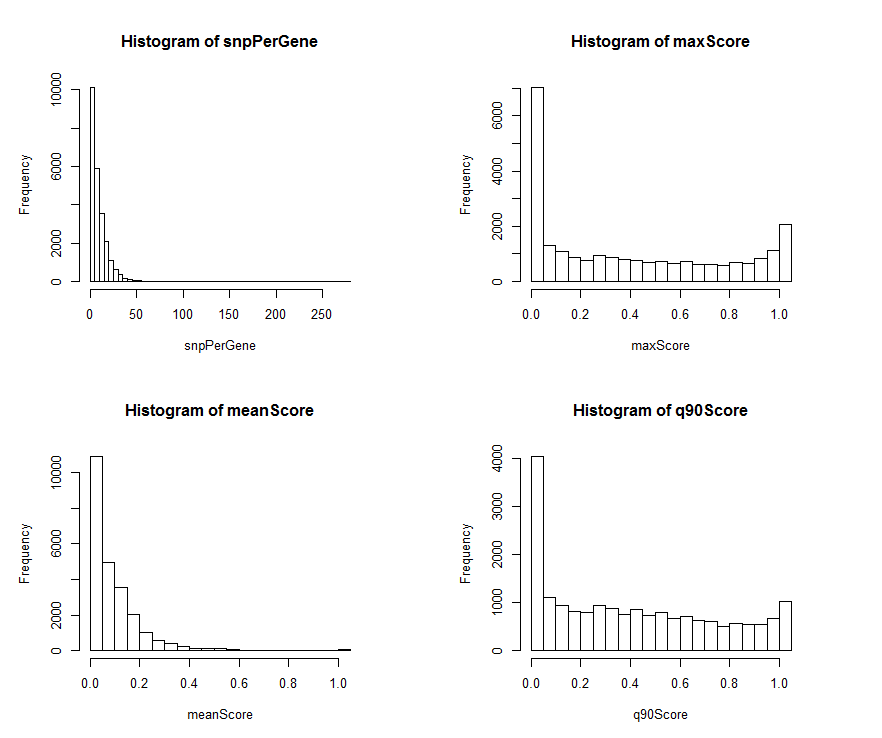 Histogram of snpPerGene
Frequency
0 2000 6000 10000
0 50 100 150 200 250
snpPerGene
Histogram of maxScore
Frequency
0 2000 4000 6000
0.0 0.2 0.4 0.6 0.8 1.0
maxScore
Histogram of meanScore
Frequency
0 2000 6000 10000
0.0 0.2 0.4 0.6 0.8 1.0
meanScore
Histogram of q90Score
Frequency
0 1000 2000 3000 4000
0.0 0.2 0.4 0.6 0.8 1.0
q90Score